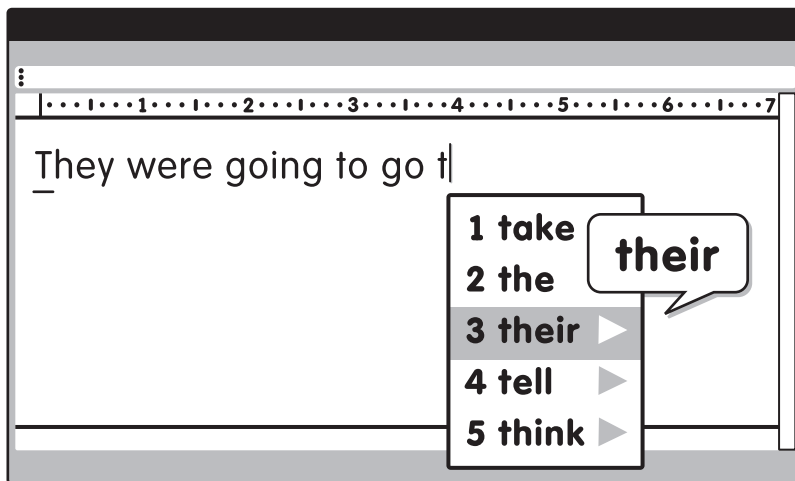 1 2 3 4 5 6 7
They were going to go t
1 take
2 the
3 their
4 tell
5 think
their